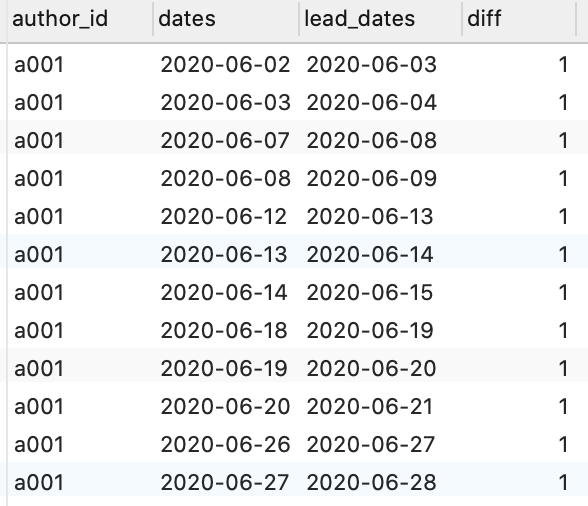 author_id dates lead_dates diff
a001 2020-06-02 2020-06-03 1
a001 2020-06-03 2020-06-04 1
a001 2020-06-07 2020-06-08 1
a001 2020-06-08 2020-06-09 1
a001 2020-06-12 2020-06-13 1
a001 2020-06-13 2020-06-14 1
a001 2020-06-14 2020-06-15 1
a001 2020-06-18 2020-06-19 1
a001 2020-06-19 2020-06-20 1
a001 2020-06-20 2020-06-21 1
a001 2020-06-26 2020-06-27 1
a001 2020-06-27 2020-06-28 1